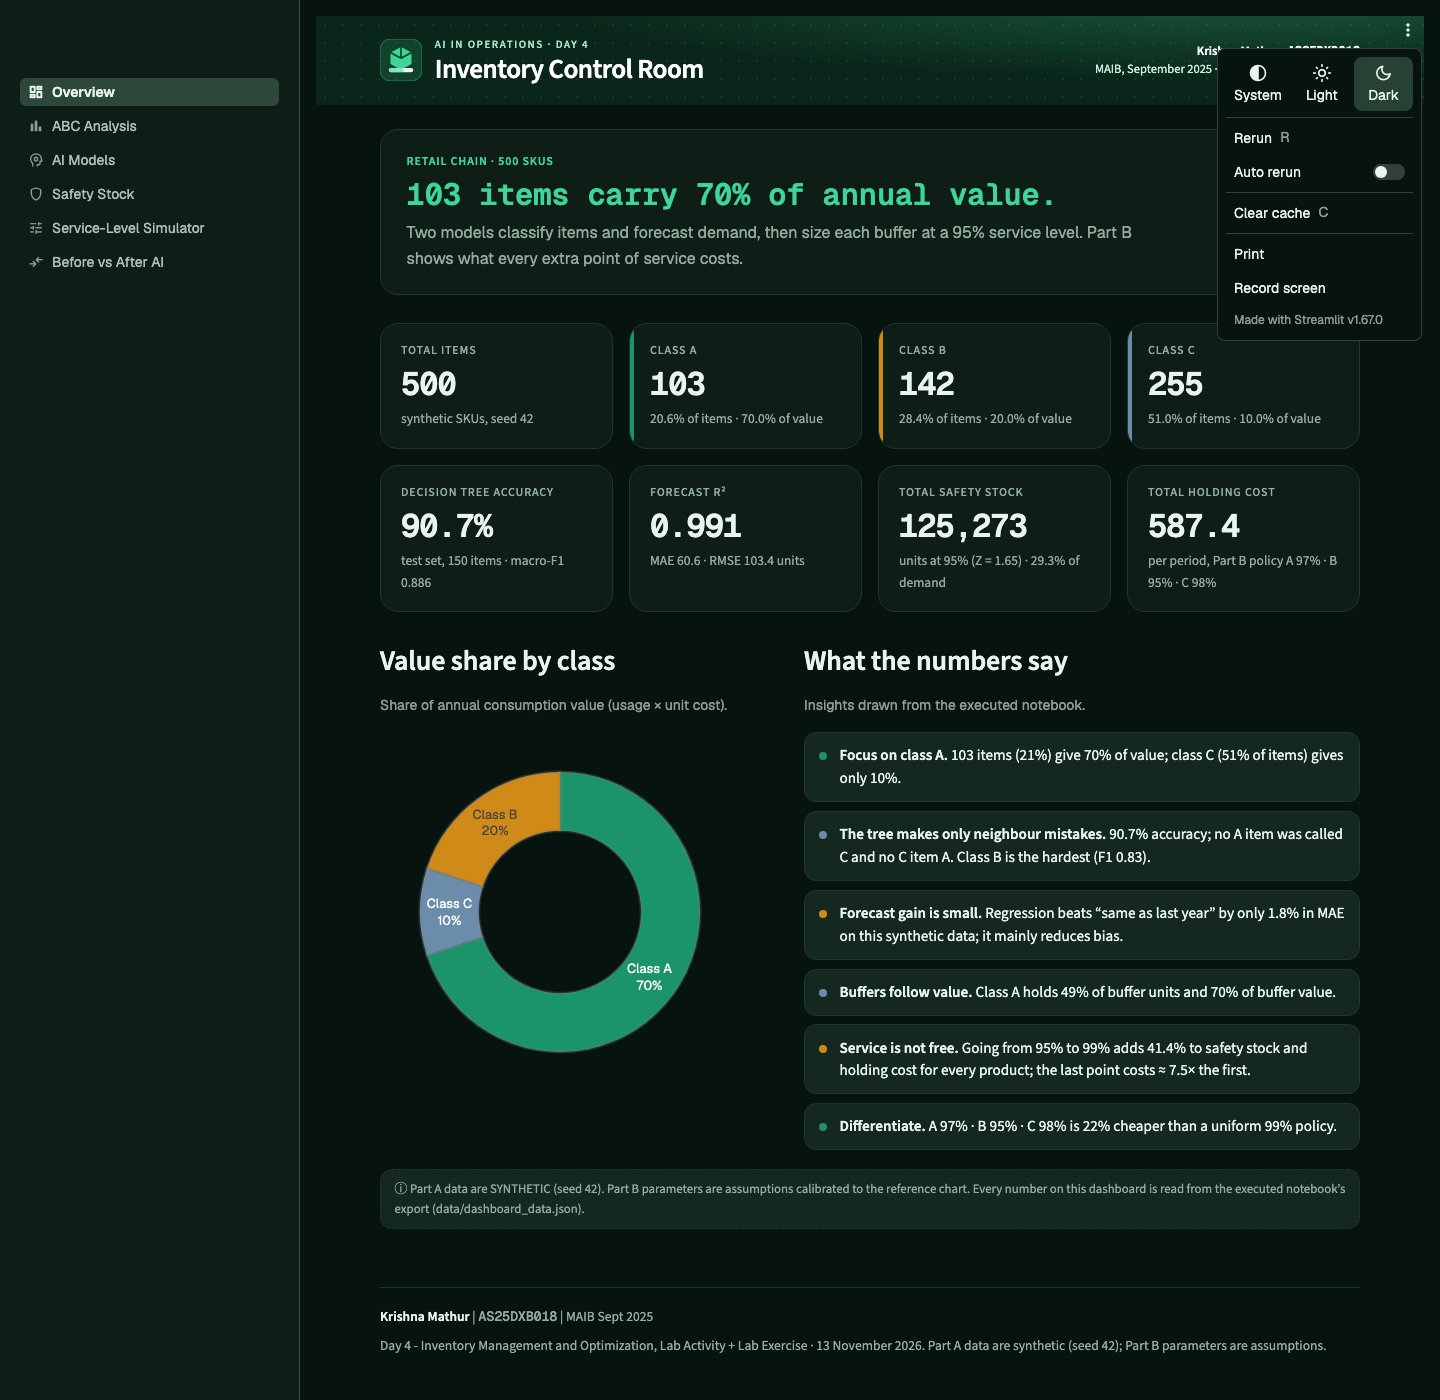 Overview
ABC Analysis
AI Models
Safety Stock
Service-Level Simulator
Before vs After AI
AI IN OPERATIONS · DAY 4
Inventory Control Room
MAIB, September 2025 ·
System
Light
Dark
Rerun R
Auto rerun
Clear cache C
Print
Record screen
Made with Streamlit v1.67.0
RETAIL CHAIN · 500 SKUS
103 items carry 70% of annual value.
Two models classify items and forecast demand, then size each buffer at a 95% service level. Part B
shows what every extra point of service costs.
TOTAL ITEMS
500
synthetic SKUs, seed 42
CLASS A
103
20.6% of items · 70.0% of value
CLASS B
142
28.4% of items · 20.0% of value
CLASS C
255
51.0% of items · 10.0% of value
DECISION TREE ACCURACY
90.7%
test set, 150 items · macro-F1
0.886
FORECAST R²
0.991
MAE 60.6 · RMSE 103.4 units
TOTAL SAFETY STOCK
125,273
units at 95% (Z = 1.65) · 29.3% of
demand
TOTAL HOLDING COST
587.4
per period, Part B policy A 97% · B
95% · C 98%
Value share by class
Share of annual consumption value (usage × unit cost).
Class B
20%
Class C
10%
Class A
70%
What the numbers say
Insights drawn from the executed notebook.
Focus on class A. 103 items (21%) give 70% of value; class C (51% of items) gives
only 10%.
The tree makes only neighbour mistakes. 90.7% accuracy; no A item was called
C and no C item A. Class B is the hardest (F1 0.83).
Forecast gain is small. Regression beats “same as last year” by only 1.8% in MAE
on this synthetic data; it mainly reduces bias.
Buffers follow value. Class A holds 49% of buffer units and 70% of buffer value.
Service is not free. Going from 95% to 99% adds 41.4% to safety stock and
holding cost for every product; the last point costs ≈ 7.5× the first.
Differentiate. A 97% · B 95% · C 98% is 22% cheaper than a uniform 99% policy.
ⓘ Part A data are SYNTHETIC (seed 42). Part B parameters are assumptions calibrated to the reference chart. Every number on this dashboard is read from the executed notebook’s
export (data/dashboard_data.json).
Krishna Mathur | AS25DXB018 | MAIB Sept 2025
Day 4 - Inventory Management and Optimization, Lab Activity + Lab Exercise · 13 November 2026. Part A data are synthetic (seed 42); Part B parameters are assumptions.